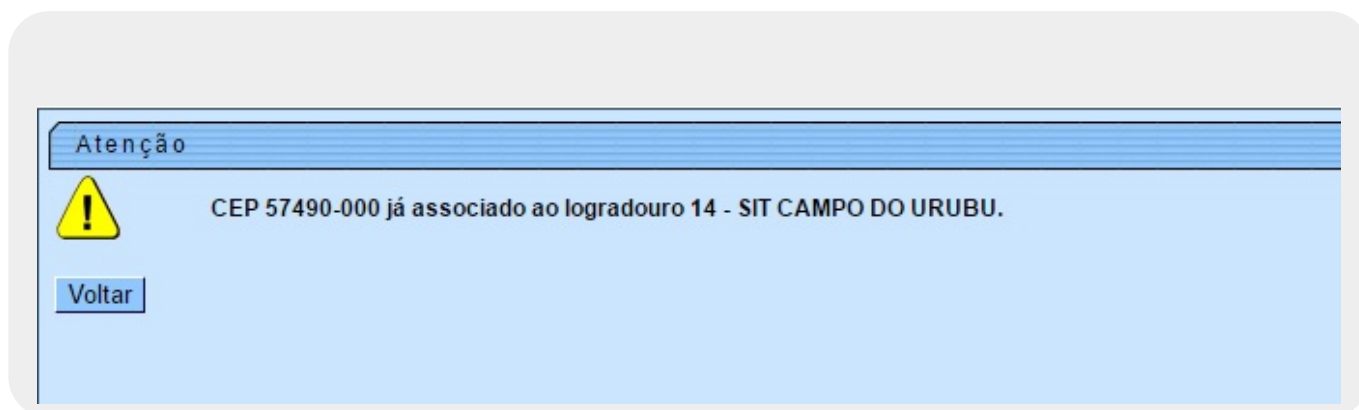 Atenção
CEP 57490-000 já associado ao logradouro 14 - SIT CAMPO DO URUBU.
Voltar